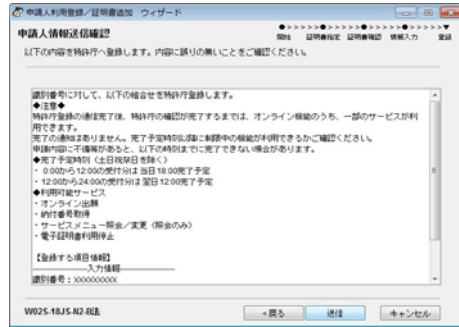 申請人利用登録／証明書追加 ウィザード
申請人情報送信確認
開始 証明書指定 証明書確認 情報入力 登録
以下の内容を特許庁へ登録します。内容に誤りの無いことをご確認ください。
識別番号に対して、以下の組合せを特許庁登録します。
◆注意◆
特許庁登録の通信完了後、特許庁の確認が完了するまでは、オンライン機能のうち、一部のサービスが利
用できます。
完了の通知はありません。完了予定時刻以降に制限中の機能が利用できるかご確認ください。
申請内容に不備等があると、以下の時刻までに完了できない場合があります。
◆完了予定時刻（土日祝祭日を除く）
・ 0:00から12:00の受付分は 当日18:00完了予定
・ 12:00から24:00の受付分は 翌日12:00完了予定
◆利用可能サービス
・オンライン出願
・納付番号取得
・サービスメニュー照会／変更（照会のみ）
・電子証明書利用停止
【登録する項目情報】
――――――入力情報――――――
識別番号：XXXXXXXXX
W025-18JS-N2-B
<戻る 送信 キャンセル